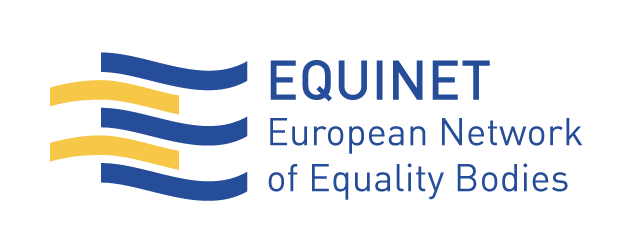 EQUINET
European Network
of Equality Bodies